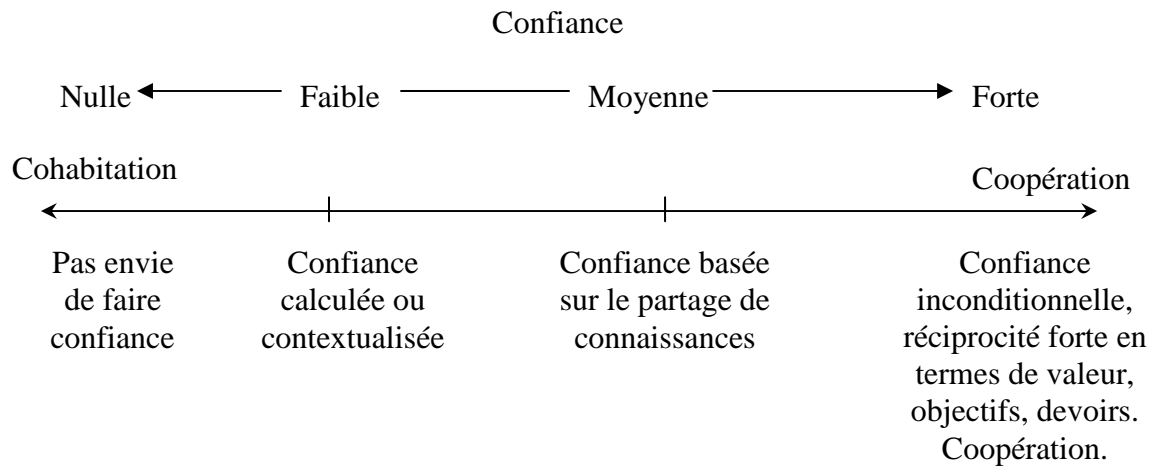 Confiance
Nulle Faible Moyenne Forte
Cohabitation
Coopération
Pas envie
de faire
confiance
Confiance
calculée ou
contextualisée
Confiance basée
sur le partage de
connaissances
Confiance
inconditionnelle,
réciprocité forte en
termes de valeur,
objectifs, devoirs.
Coopération.